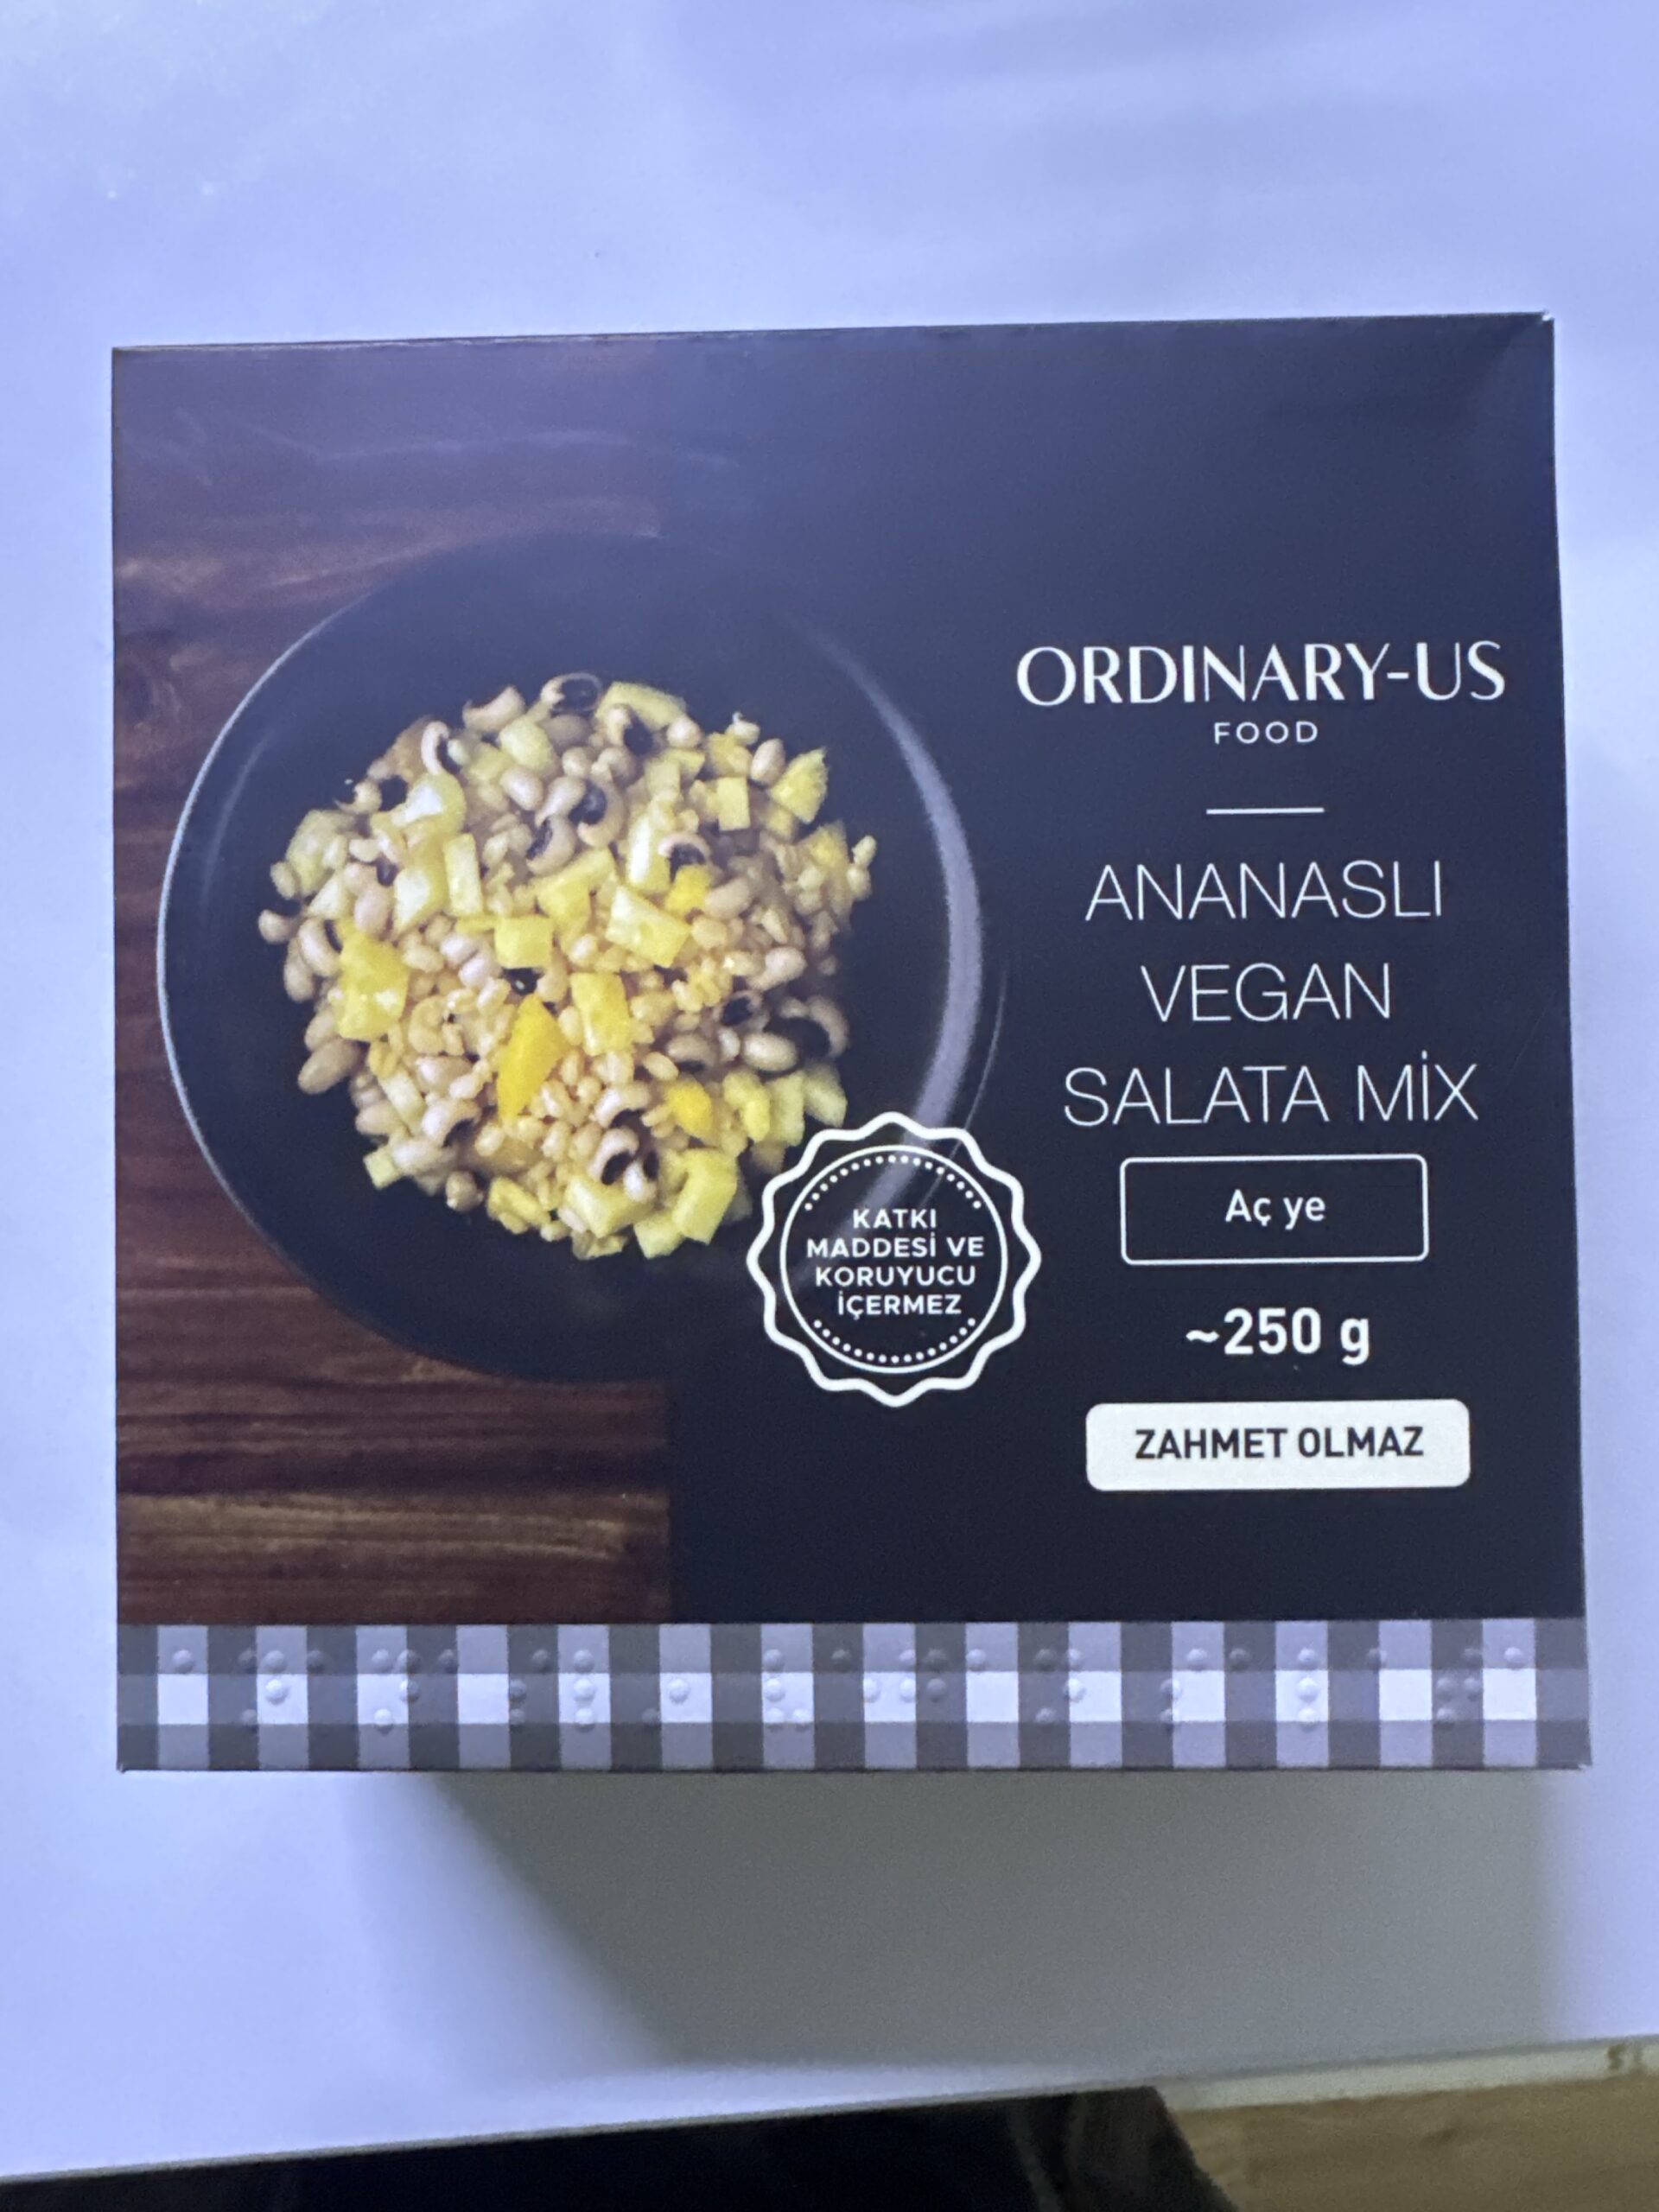 ORDINARY-US
FOOD
ANANASLI
VEGAN
SALATA MİX
Aç ye
~250 g
ZAHMET OLMAZ
KATKI
MADDESİ VE
KORUYUCU
İÇERMEZ